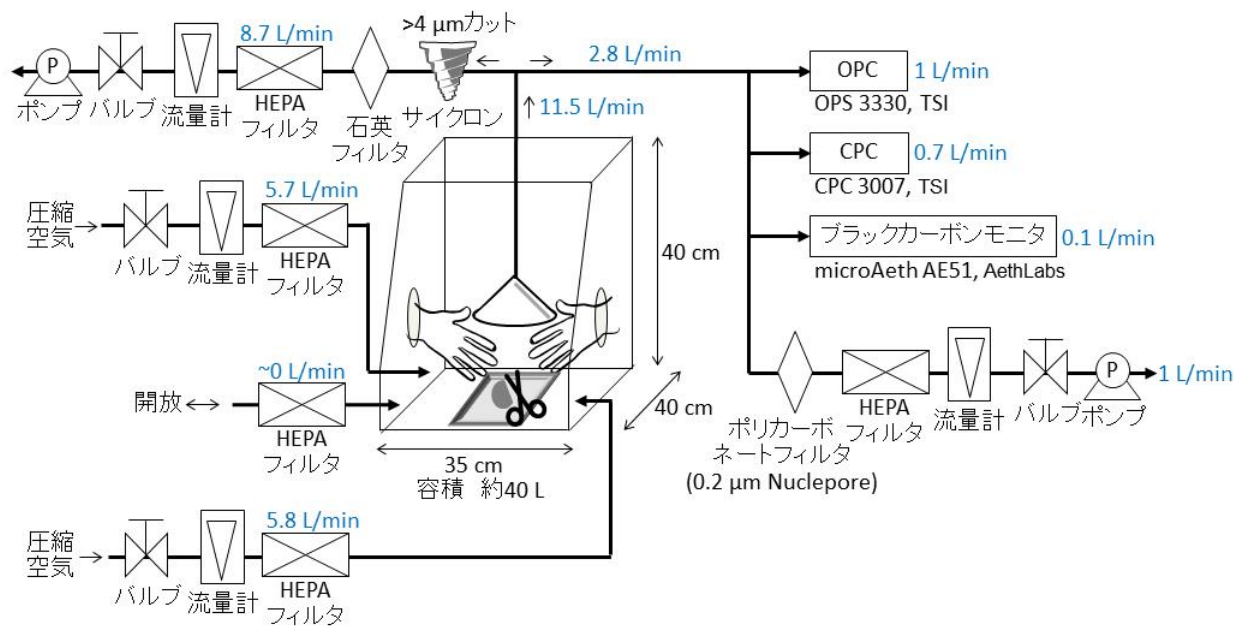 >4 μmカット
8.7 L/min
2.8 L/min
P
OPC
1 L/min
ポンプ
バルブ
流量計
HEPA
フィルタ
石英
フィルタ
サイクロン
↑11.5 L/min
OPS 3330, TSI
CPC
0.7 L/min
CPC 3007, TSI
圧縮
空気
→
5.7 L/min
バルブ
流量計
HEPA
フィルタ
40 cm
ブラックカーボンモニタ
0.1 L/min
microAeth AE51, AethLabs
開放↔
~0 L/min
HEPA
フィルタ
40 cm
35 cm
容積 約40 L
P
1 L/min
ポリカーボ
ネートフィルタ
(0.2 μm Nuclepore)
HEPA
フィルタ
流量計
バルブ
ポンプ
圧縮
空気
→
5.8 L/min
バルブ
流量計
HEPA
フィルタ